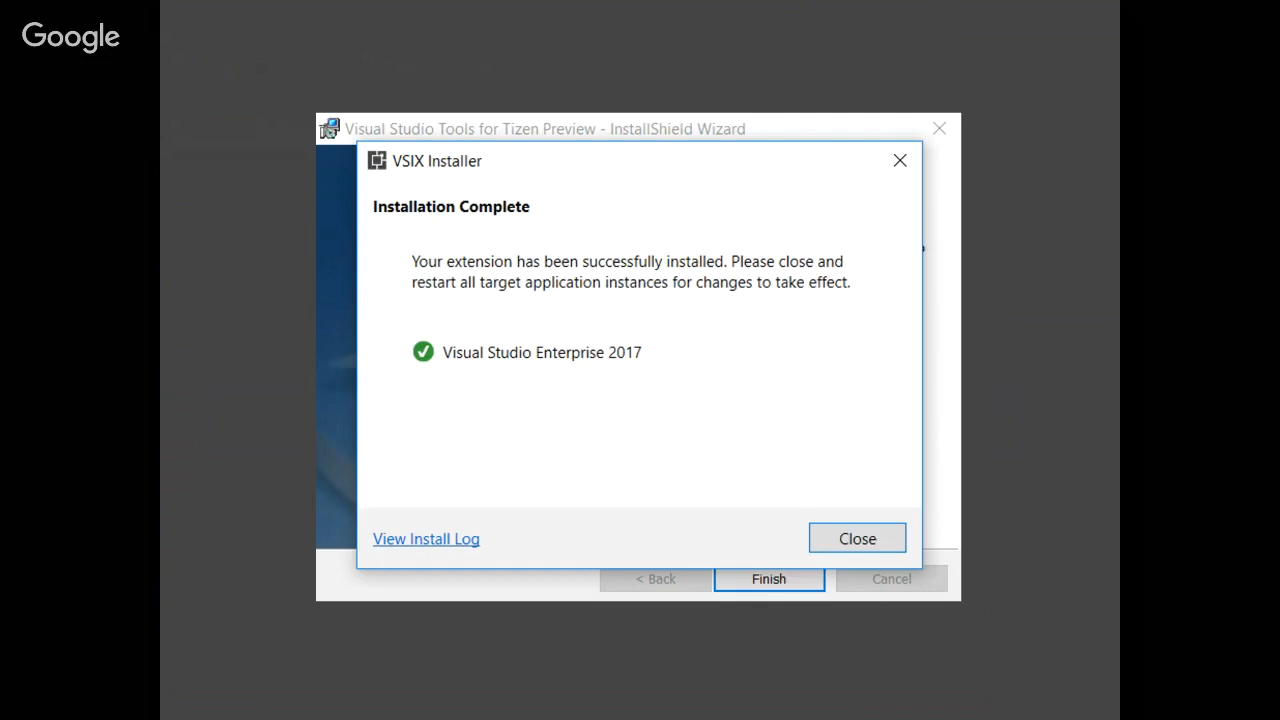 Google
Visual Studio Tools for Tizen Preview - InstallShield Wizard
VSIX Installer
Installation Complete
Your extension has been successfully installed. Please close and
restart all target application instances for changes to take effect.
Visual Studio Enterprise 2017
View Install Log
Close
< Back
Finish
Cancel